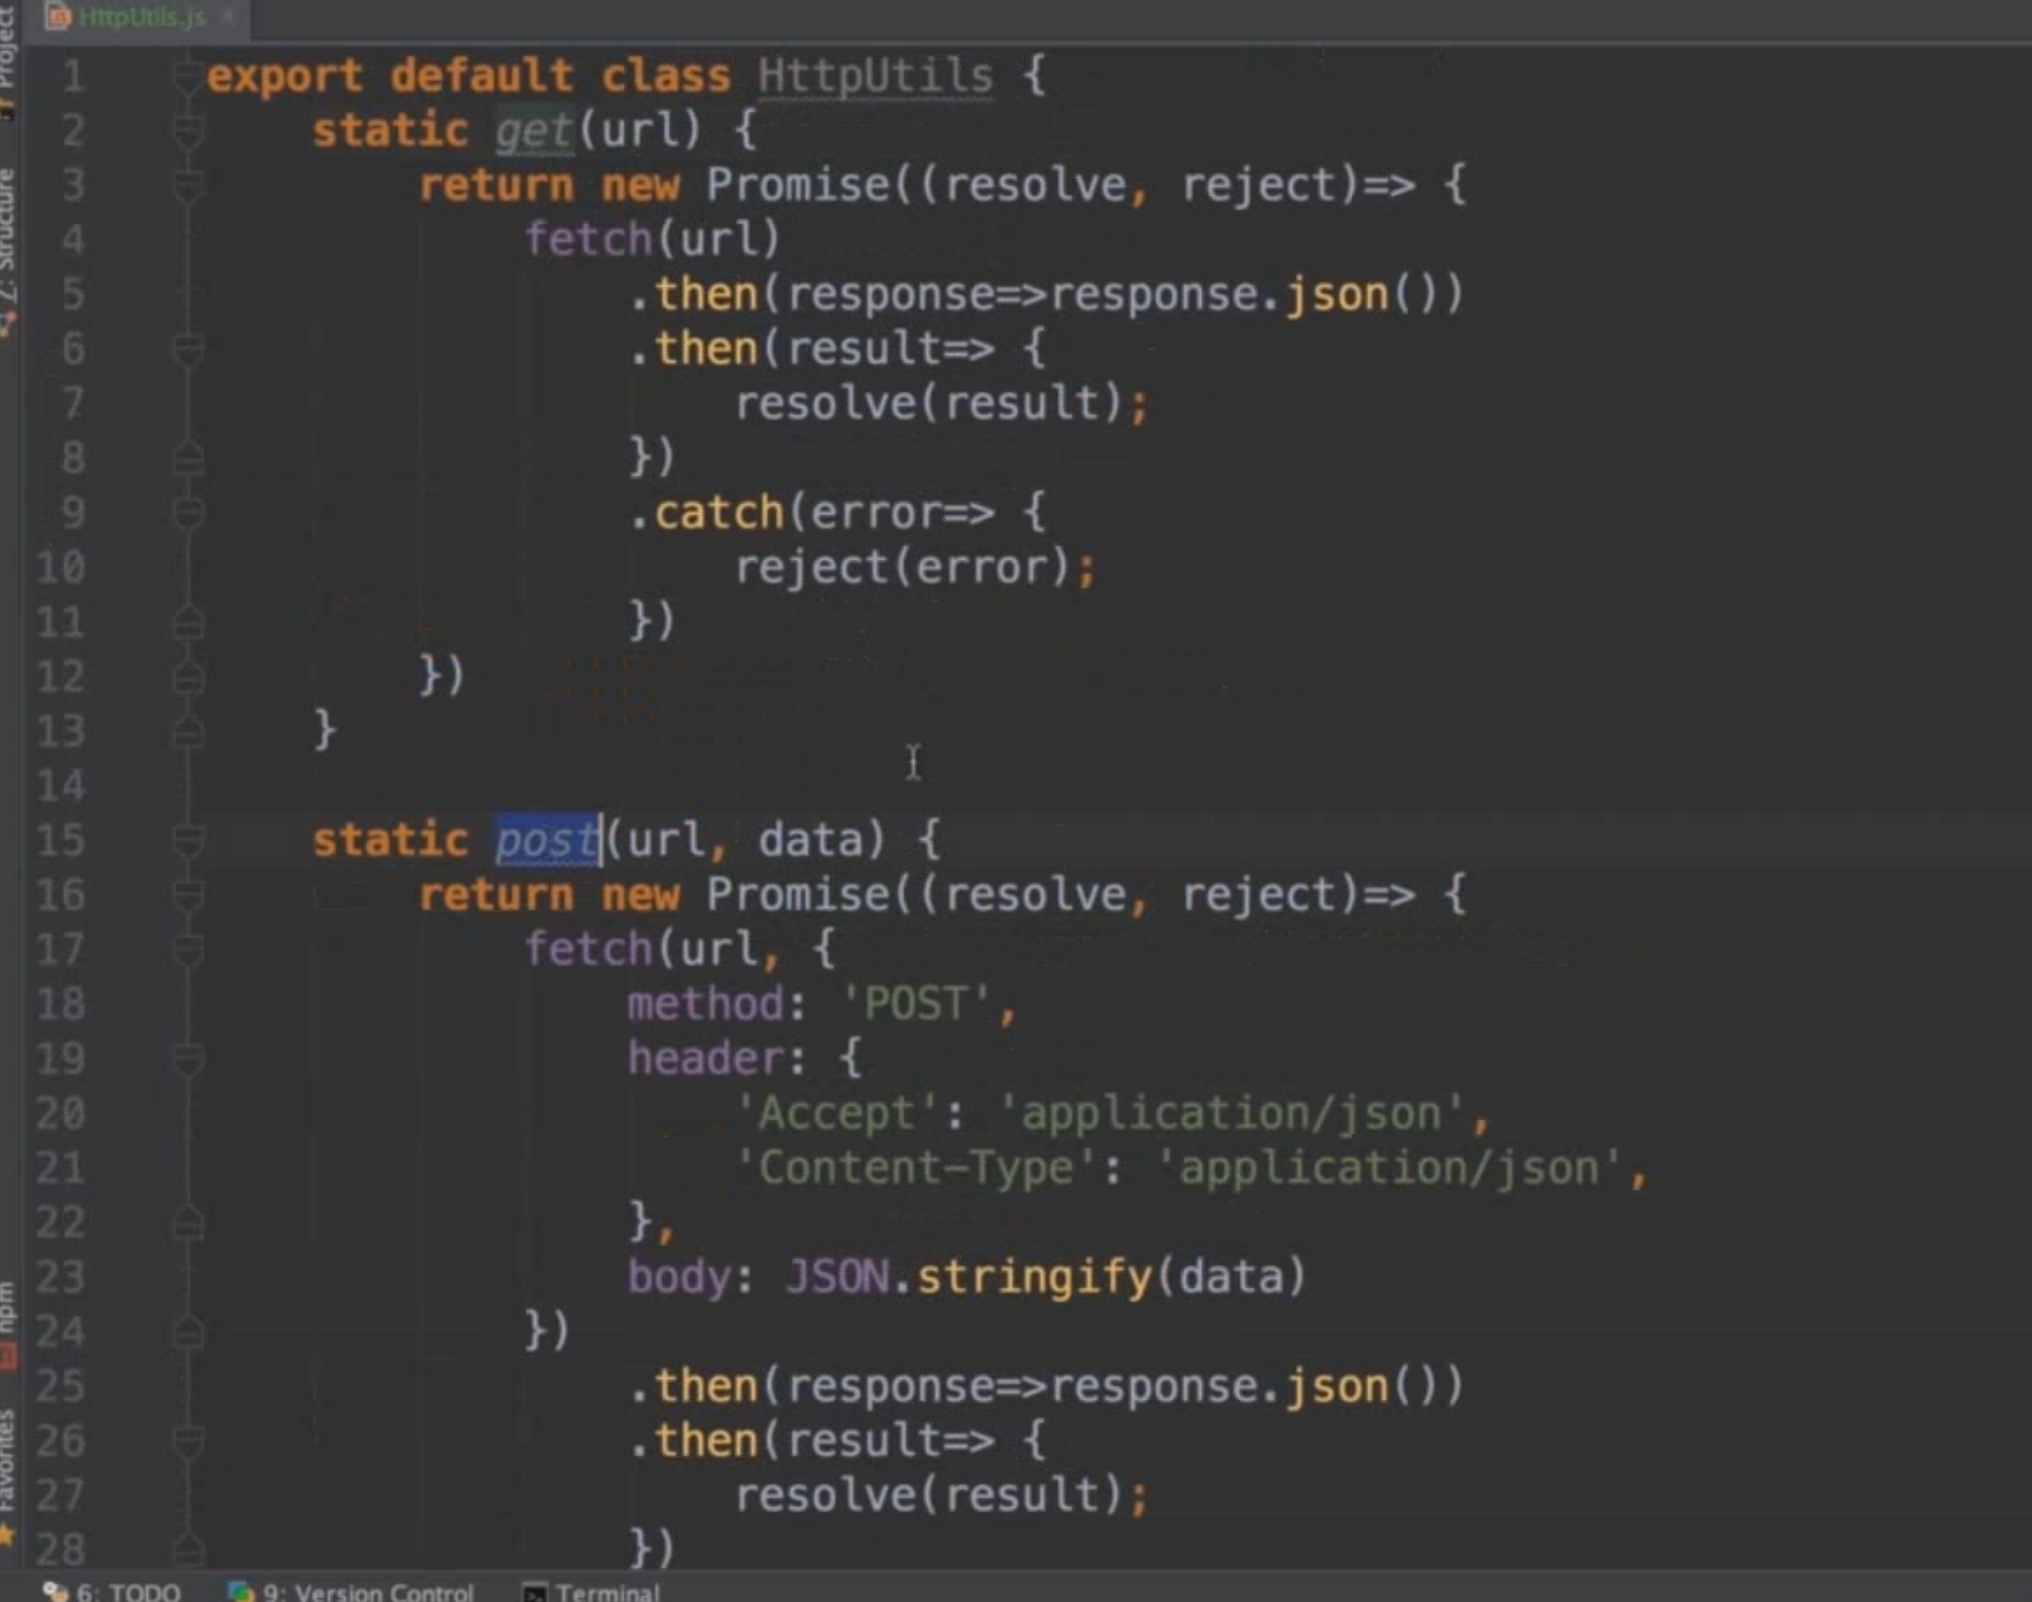 HttpUtils.js
Project
1 export default class HttpUtils {
2 static get(url) {
3 return new Promise((resolve, reject)=> {
4 fetch(url)
5 .then(response=>response.json())
6 .then(result=> {
7 resolve(result);
8 })
9 .catch(error=> {
10 reject(error);
11 })
12 })
13 }
14
15 static post(url, data) {
16 return new Promise((resolve, reject)=> {
17 fetch(url, {
18 method: 'POST',
19 header: {
20 'Accept': 'application/json',
21 'Content-Type': 'application/json',
22 },
23 body: JSON.stringify(data)
24 })
25 .then(response=>response.json())
26 .then(result=> {
27 resolve(result);
28 })
Z: Structure
npm
Favorites
6: TODO 9: Version Control Terminal